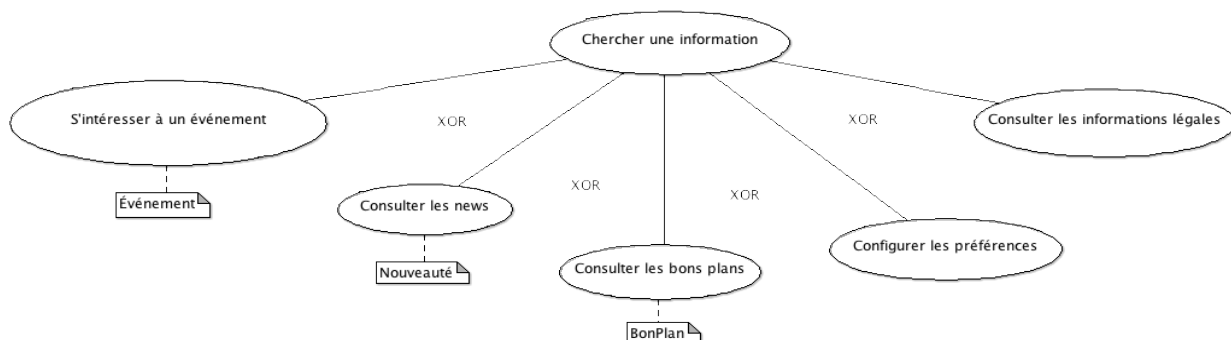 Chercher une information
S'intéresser à un événement
XOR
XOR
Consulter les informations légales
Événement
Consulter les news
XOR
XOR
Configurer les préférences
Nouveauté
Consulter les bons plans
BonPlan